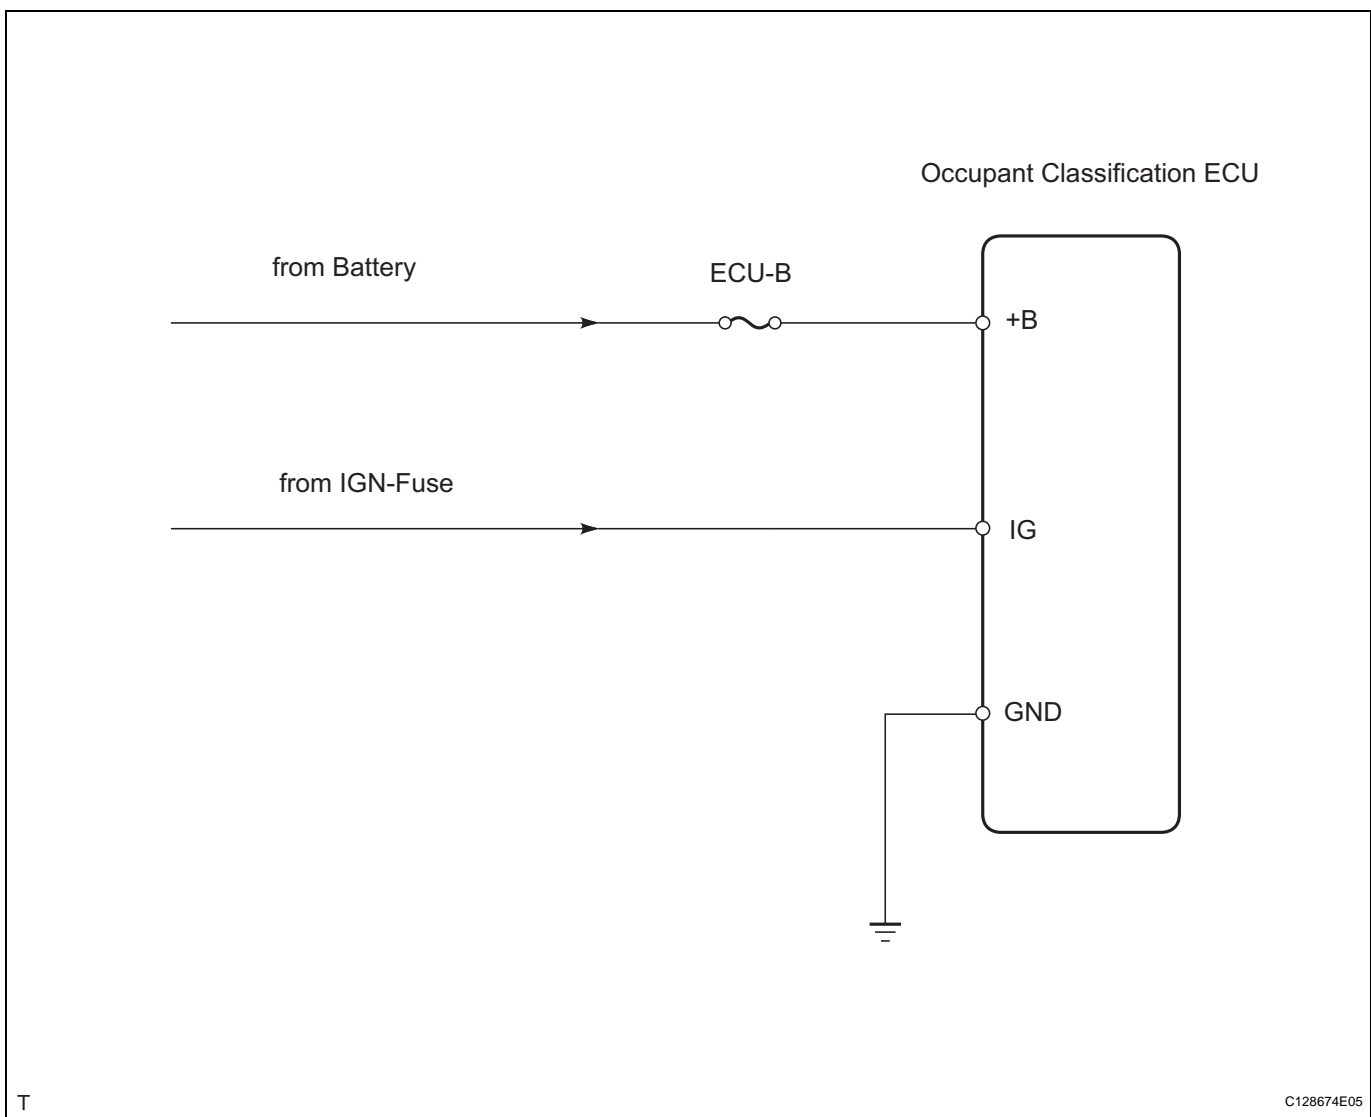 Occupant Classification ECU
from Battery
ECU-B
+B
from IGN-Fuse
IG
GND
T
C128674E05